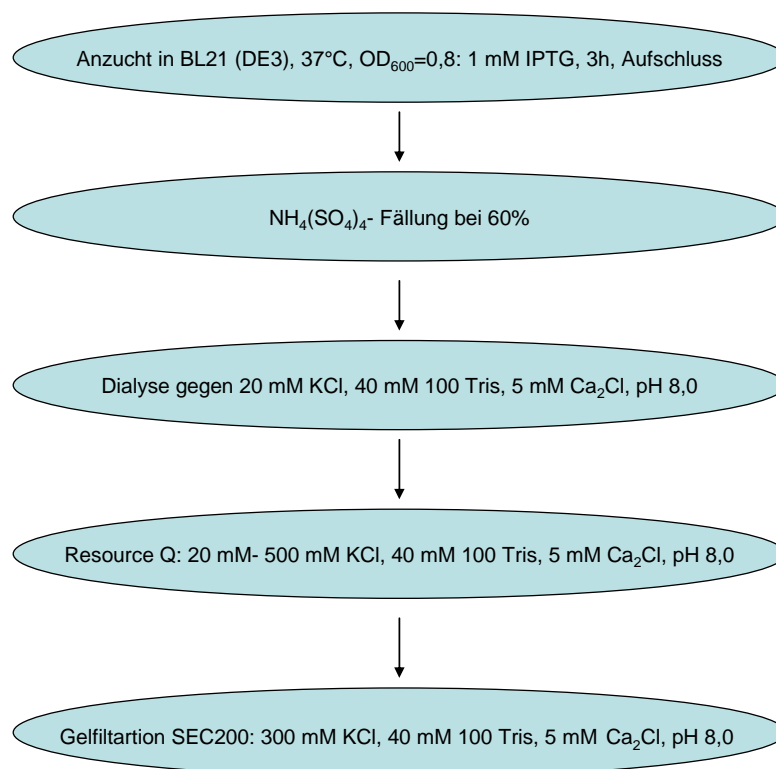 Anzucht in BL21 (DE3), 37°C, OD₆₀₀=0,8: 1 mM IPTG, 3h, Aufschluss
NH₄(SO₄)₄- Fällung bei 60%
Dialyse gegen 20 mM KCl, 40 mM 100 Tris, 5 mM Ca₂Cl, pH 8,0
Resource Q: 20 mM- 500 mM KCl, 40 mM 100 Tris, 5 mM Ca₂Cl, pH 8,0
Gelfiltartion SEC200: 300 mM KCl, 40 mM 100 Tris, 5 mM Ca₂Cl, pH 8,0